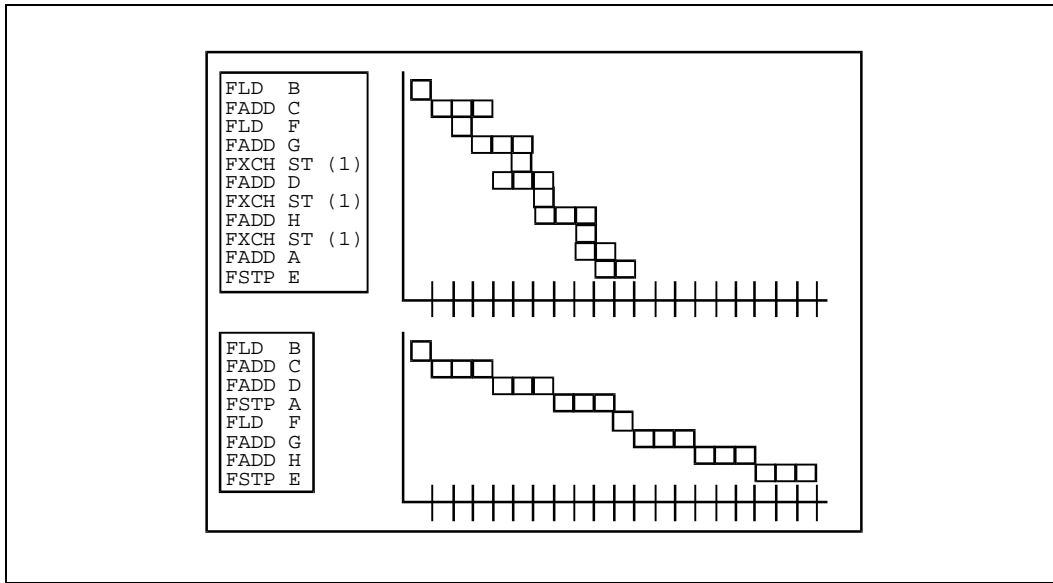 FLD B
FADD C
FLD F
FADD G
FXCH ST (1)
FADD D
FXCH ST (1)
FADD H
FXCH ST (1)
FADD A
FSTP E
FLD B
FADD C
FADD D
FSTP A
FLD F
FADD G
FADD H
FSTP E